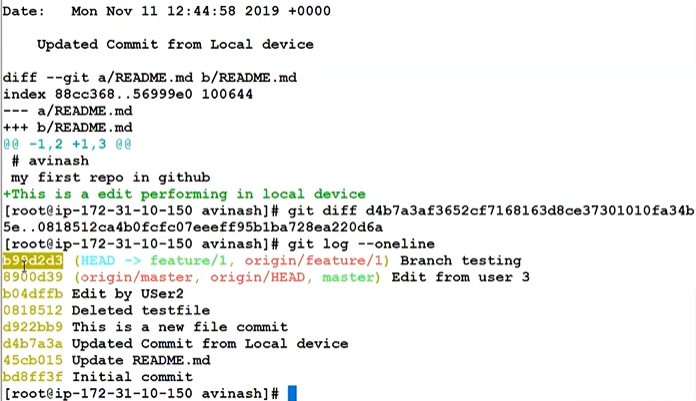 Date:   Mon Nov 11 12:44:58 2019 +0000
    Updated Commit from Local device
diff --git a/README.md b/README.md
index 88cc368..56999e0 100644
--- a/README.md
+++ b/README.md
@@ -1,2 +1,3 @@
 # avinash
 my first repo in github
+This is a edit performing in local device
[root@ip-172-31-10-150 avinash]# git diff d4b7a3af3652cf7168163d8ce37301010fa34b
5e..0818512ca4b0fcfc07eeeff95b1ba728ea220d6a
[root@ip-172-31-10-150 avinash]# git log --oneline
b99d2d3 (HEAD -> feature/1, origin/feature/1) Branch testing
8900d39 (origin/master, origin/HEAD, master) Edit from user 3
b04dffb Edit by USer2
0818512 Deleted testfile
d922bb9 This is a new file commit
d4b7a3a Updated Commit from Local device
45cb015 Update README.md
bd8ff3f Initial commit
[root@ip-172-31-10-150 avinash]#